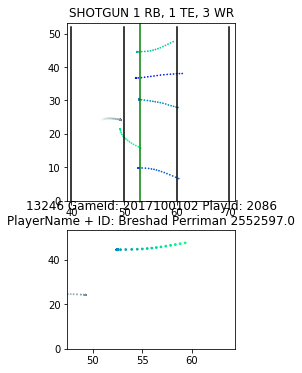 SHOTGUN 1 RB, 1 TE, 3 WR
50
40
30
20
10
0
40 50 60 70
13246 GameId: 2017100102 PlayId: 2086
PlayerName + ID: Breshad Perriman 2552597.0
40
20
0
50 55 60